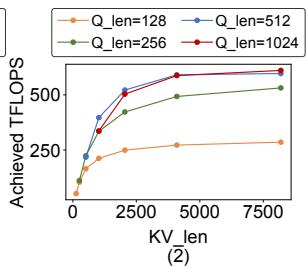 Q_len=128 Q_len=512
Q_len=256 Q_len=1024
Achieved TFLOPS
500
250
0 2500 5000 7500
KV_len
(2)